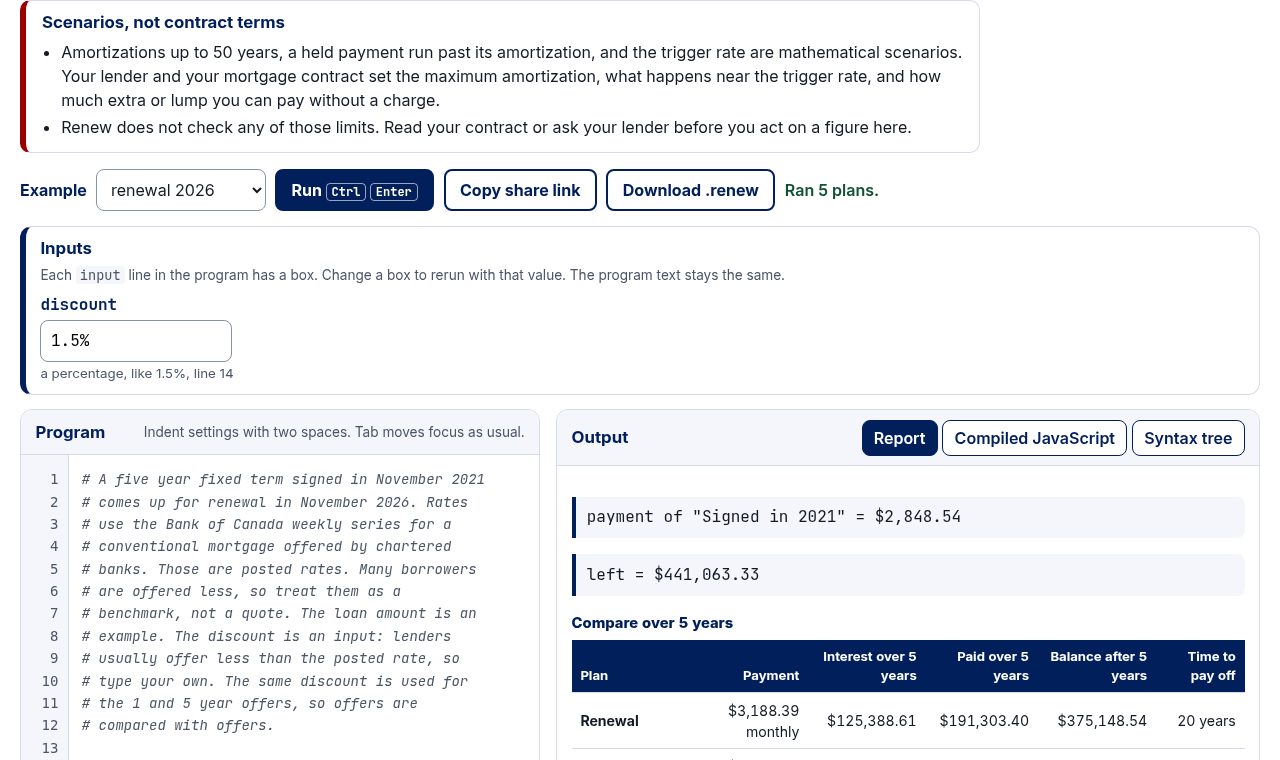 Scenarios, not contract terms
• Amortizations up to 50 years, a held payment run past its amortization, and the trigger rate are mathematical scenarios.
Your lender and your mortgage contract set the maximum amortization, what happens near the trigger rate, and how
much extra or lump you can pay without a charge.
• Renew does not check any of those limits. Read your contract or ask your lender before you act on a figure here.
Example renewal 2026 Run Ctrl Enter Copy share link Download .renew Ran 5 plans.
Inputs
Each input line in the program has a box. Change a box to rerun with that value. The program text stays the same.
discount
1.5%
a percentage, like 1.5%, line 14
Program Indent settings with two spaces. Tab moves focus as usual.
1 # A five year fixed term signed in November 2021
2 # comes up for renewal in November 2026. Rates
3 # use the Bank of Canada weekly series for a
4 # conventional mortgage offered by chartered
5 # banks. Those are posted rates. Many borrowers
6 # are offered less, so treat them as a
7 # benchmark, not a quote. The loan amount is an
8 # example. The discount is an input: lenders
9 # usually offer less than the posted rate, so
10 # type your own. The same discount is used for
11 # the 1 and 5 year offers, so offers are
12 # compared with offers.
13
Output Report Compiled JavaScript Syntax tree
payment of "Signed in 2021" = $2,848.54
left = $441,063.33
Compare over 5 years
Plan Payment Interest over 5 years Paid over 5 years Balance after 5 years Time to pay off
Renewal $3,188.39 monthly $125,388.61 $191,303.40 $375,148.54 20 years